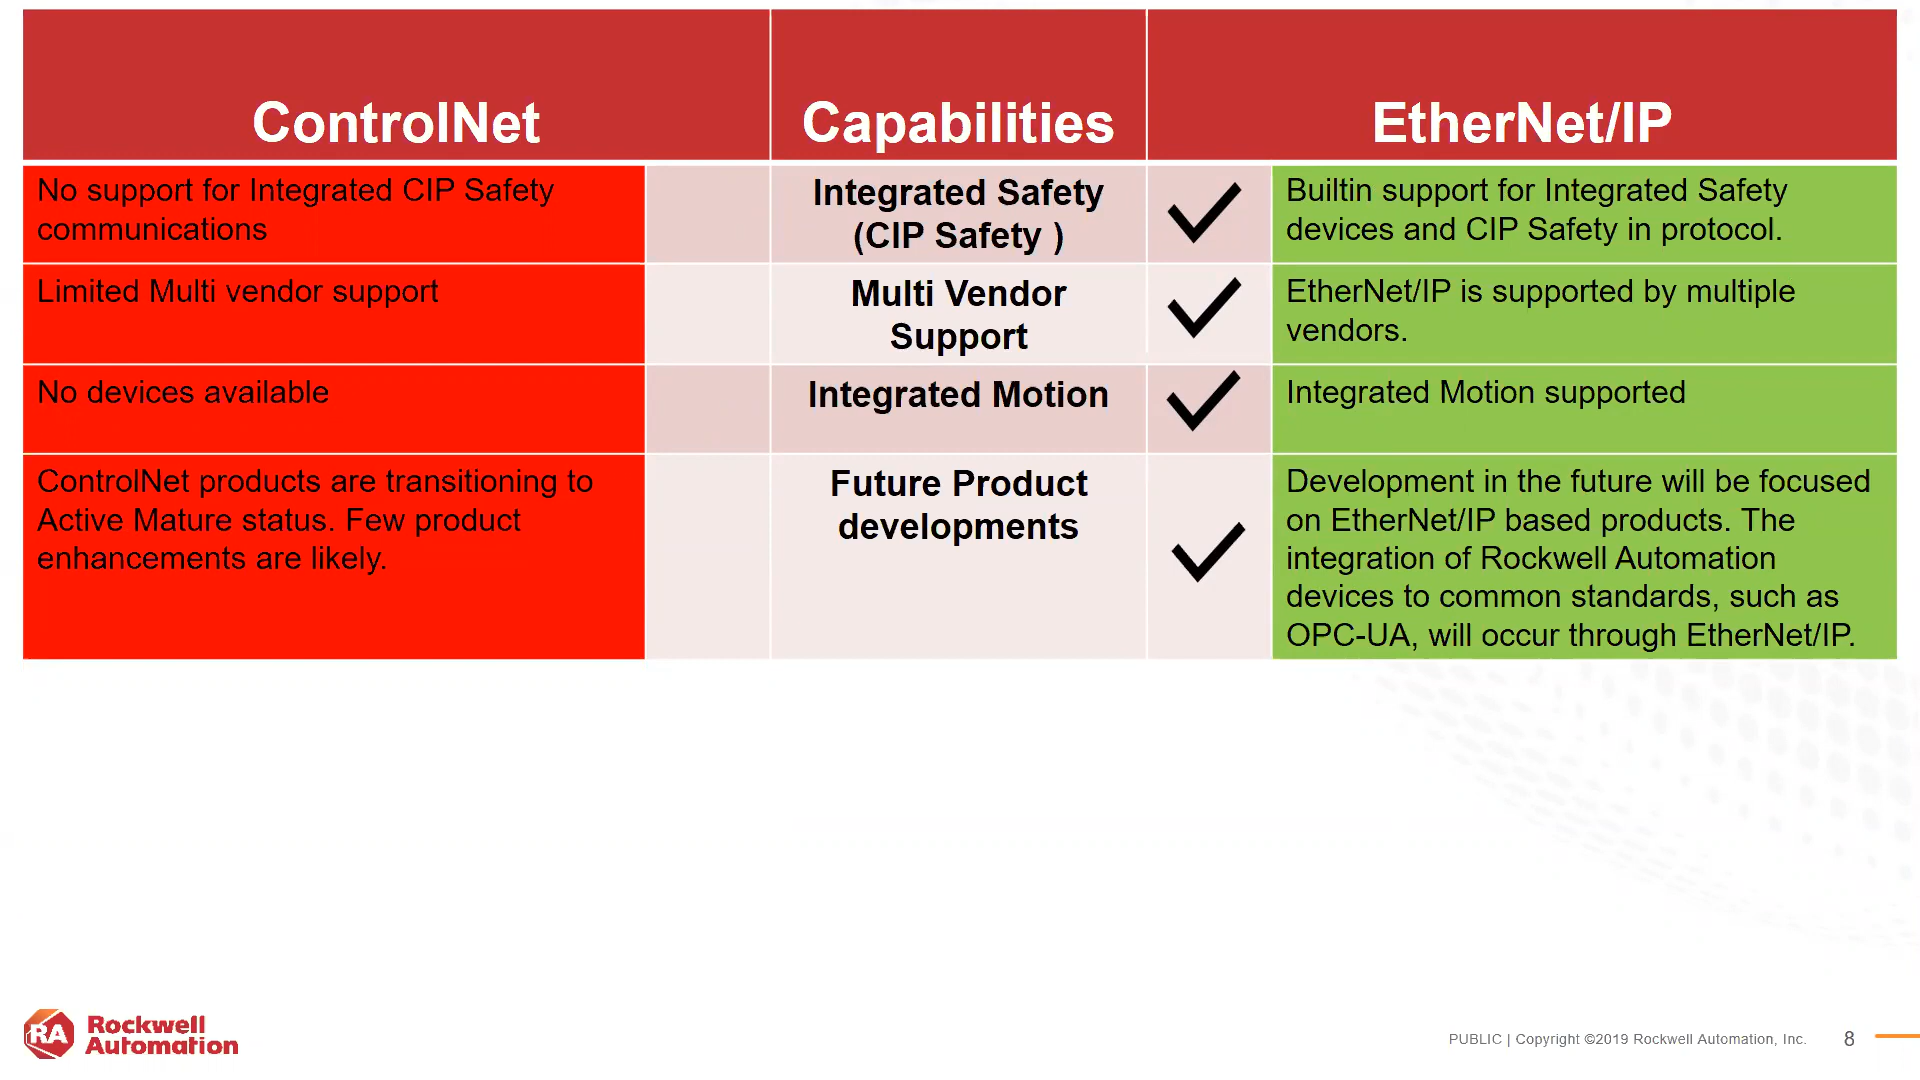 ControlNet
Capabilities
EtherNet/IP
No support for Integrated CIP Safety
communications
Integrated Safety
(CIP Safety )
Builtin support for Integrated Safety
devices and CIP Safety in protocol.
Limited Multi vendor support
Multi Vendor
Support
EtherNet/IP is supported by multiple
vendors.
No devices available
Integrated Motion
Integrated Motion supported
ControlNet products are transitioning to
Active Mature status. Few product
enhancements are likely.
Future Product
developments
Development in the future will be focused
on EtherNet/IP based products. The
integration of Rockwell Automation
devices to common standards, such as
OPC-UA, will occur through EtherNet/IP.
RA
Rockwell
Automation
PUBLIC | Copyright ©2019 Rockwell Automation, Inc.
8